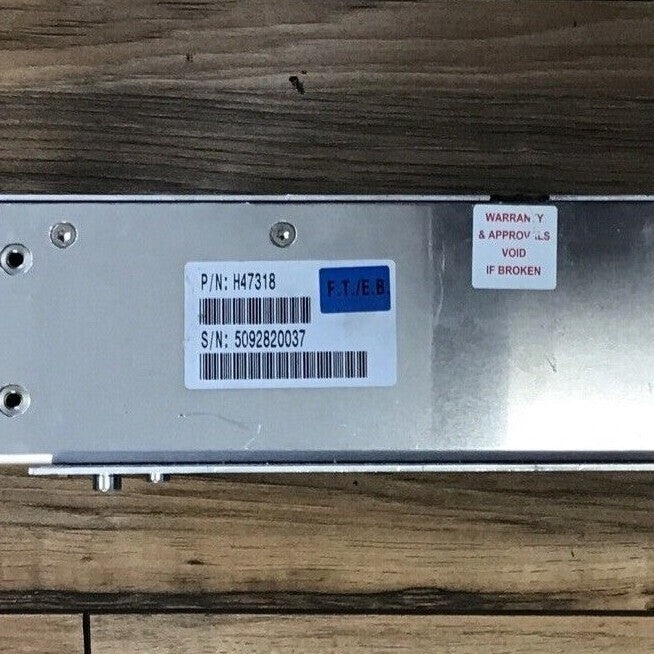 P/N: H47318
F.T./E.B.
S/N: 5092820037
WARRANTY
& APPROVALS
VOID
IF BROKEN